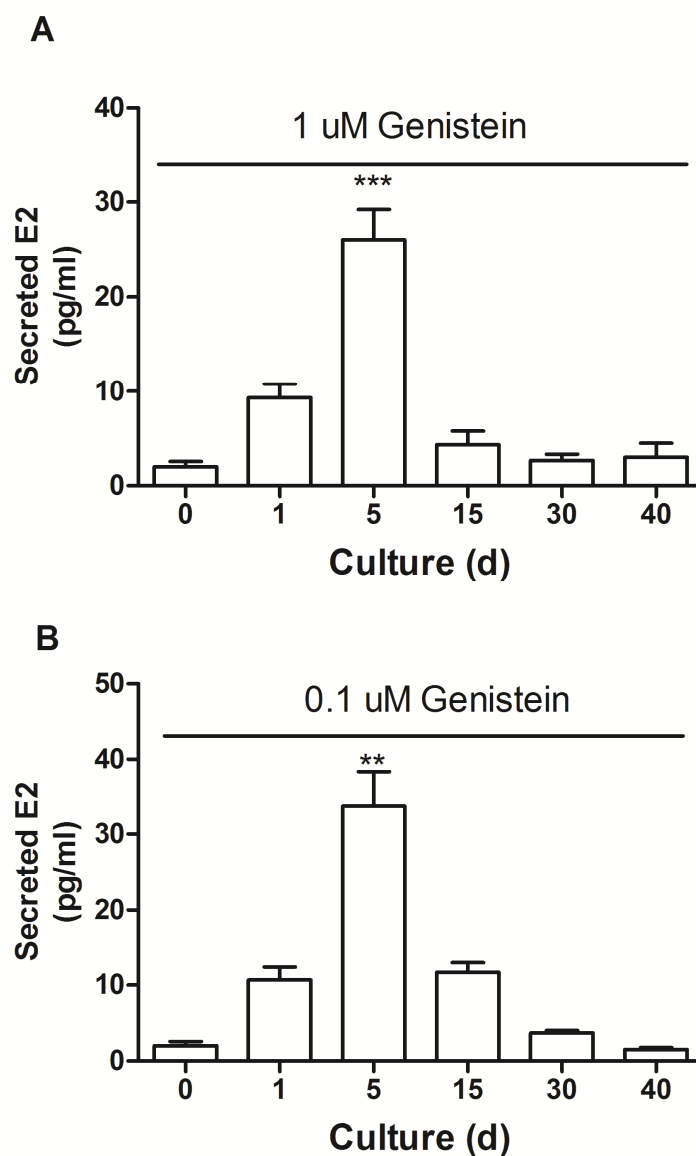 A
1 uM Genistein
***
40
30
20
10
0
Secreted E2
(pg/ml)
0 1 5 15 30 40
Culture (d)
B
0.1 uM Genistein
**
50
40
30
20
10
0
Secreted E2
(pg/ml)
0 1 5 15 30 40
Culture (d)